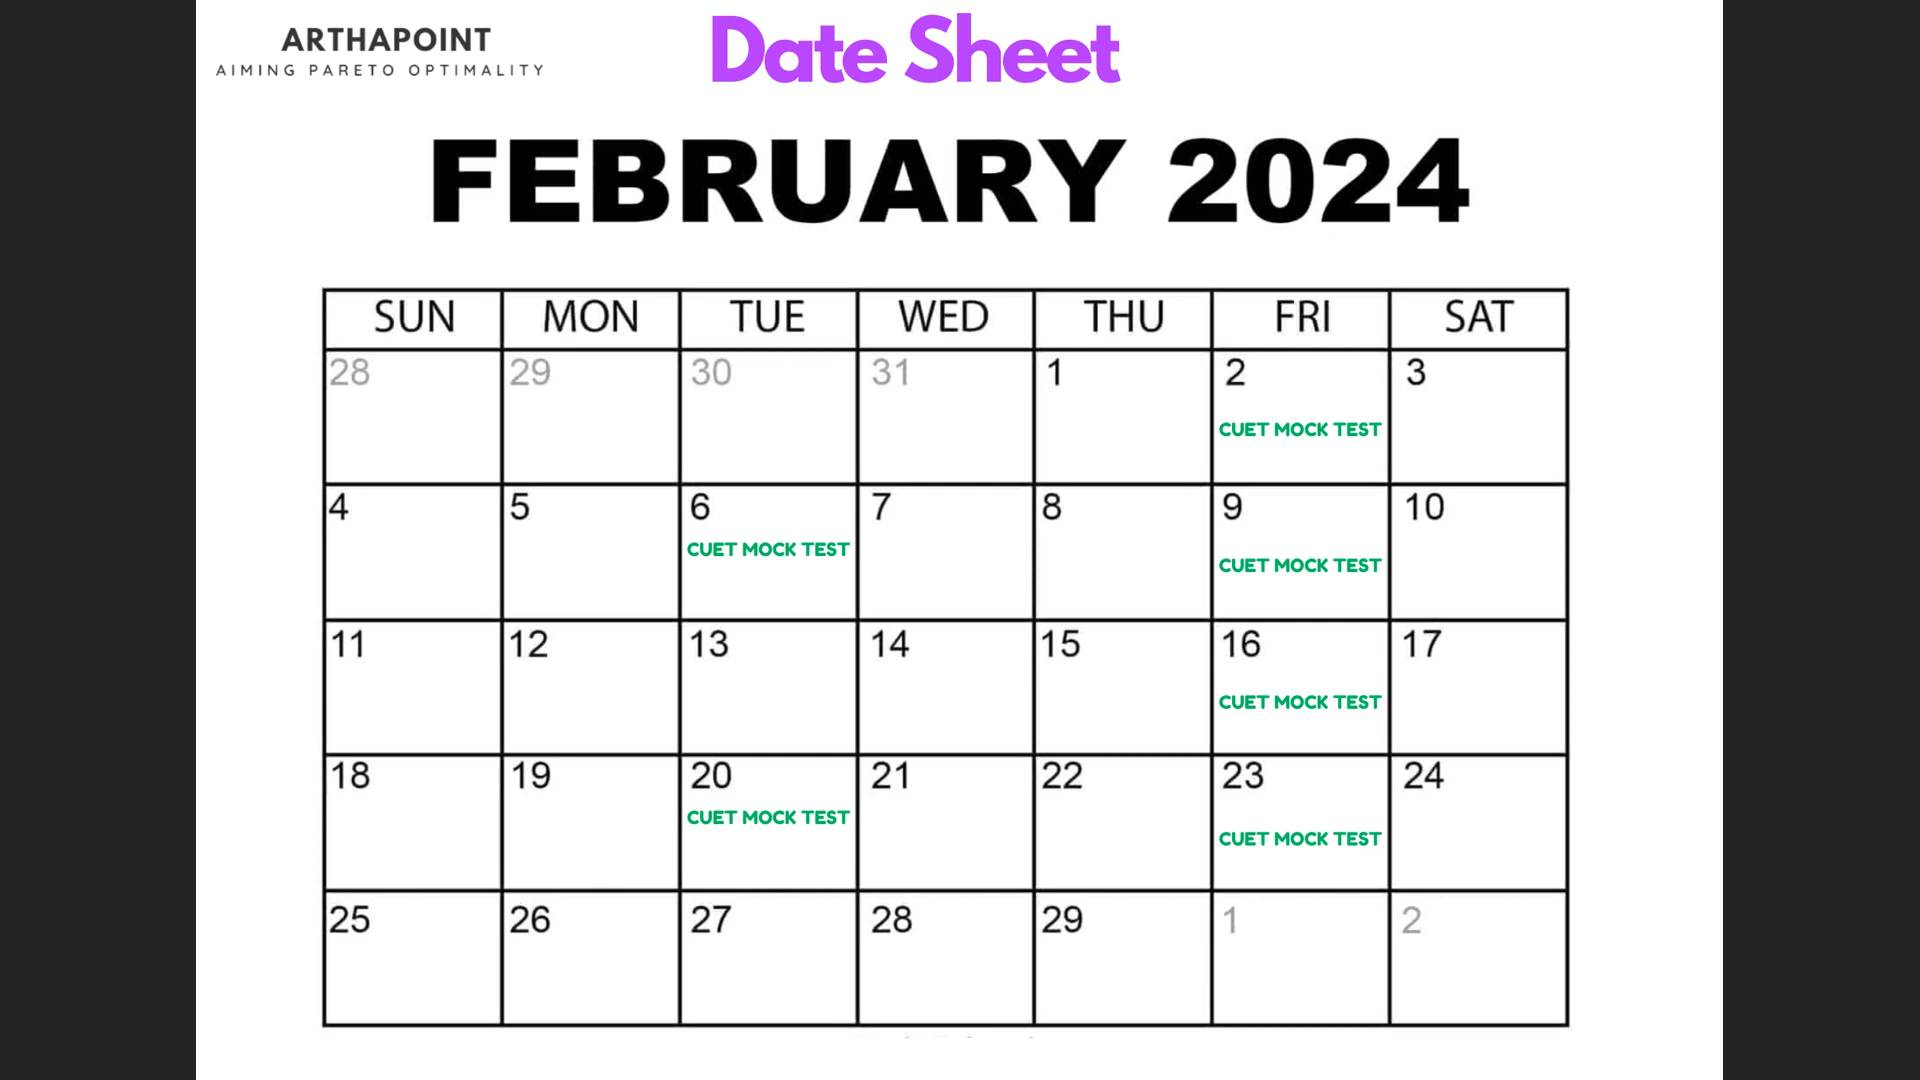 ARTHAPOINT
AIMING PARETO OPTIMALITY
Date Sheet
FEBRUARY 2024
SUN MON TUE WED THU FRI SAT
28 29 30 31 1 2 3
CUET MOCK TEST
4 5 6 7 8 9 10
CUET MOCK TEST CUET MOCK TEST
11 12 13 14 15 16 17
CUET MOCK TEST
18 19 20 21 22 23 24
CUET MOCK TEST CUET MOCK TEST
25 26 27 28 29 1 2